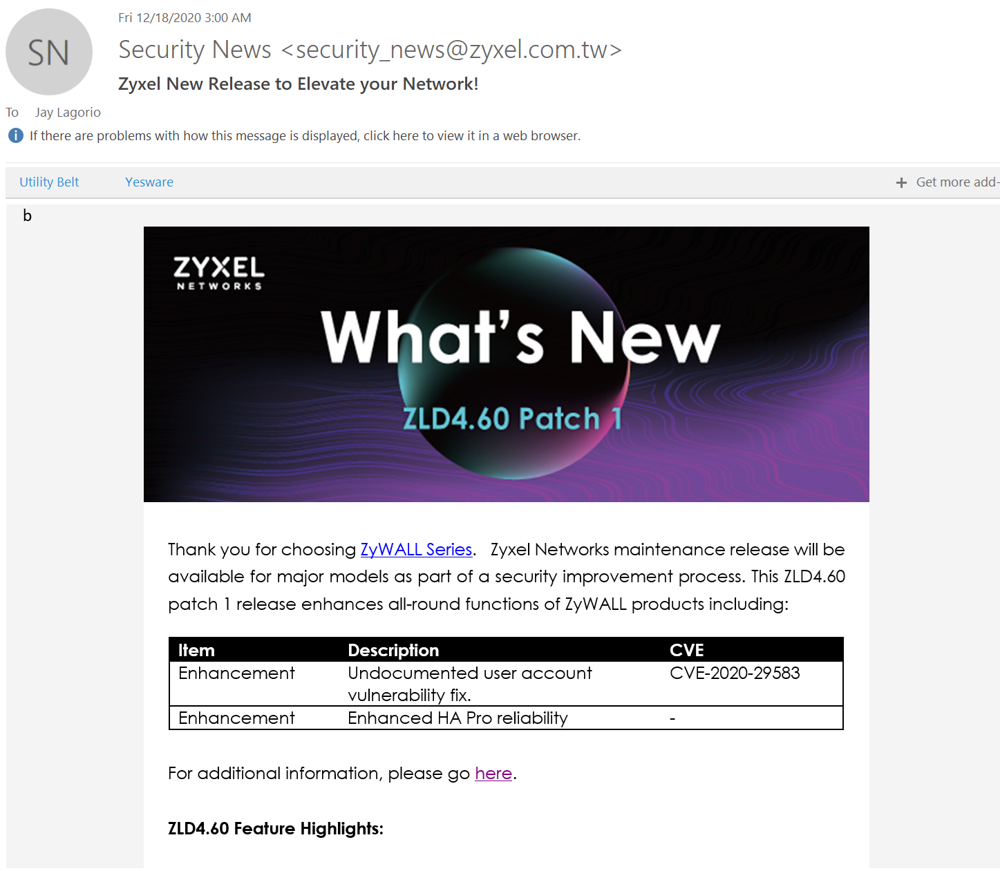 SN
Fri 12/18/2020 3:00 AM
Security News <security_news@zyxel.com.tw>
Zyxel New Release to Elevate your Network!
To Jay Lagorio
i If there are problems with how this message is displayed, click here to view it in a web browser.
Utility Belt Yesware + Get more add-
b
ZYXEL
NETWORKS
What's New
ZLD4.60 Patch 1
Thank you for choosing ZyWALL Series. Zyxel Networks maintenance release will be
available for major models as part of a security improvement process. This ZLD4.60
patch 1 release enhances all-round functions of ZyWALL products including:
Item Description CVE
Enhancement Undocumented user account CVE-2020-29583
vulnerability fix.
Enhancement Enhanced HA Pro reliability -
For additional information, please go here.
ZLD4.60 Feature Highlights: